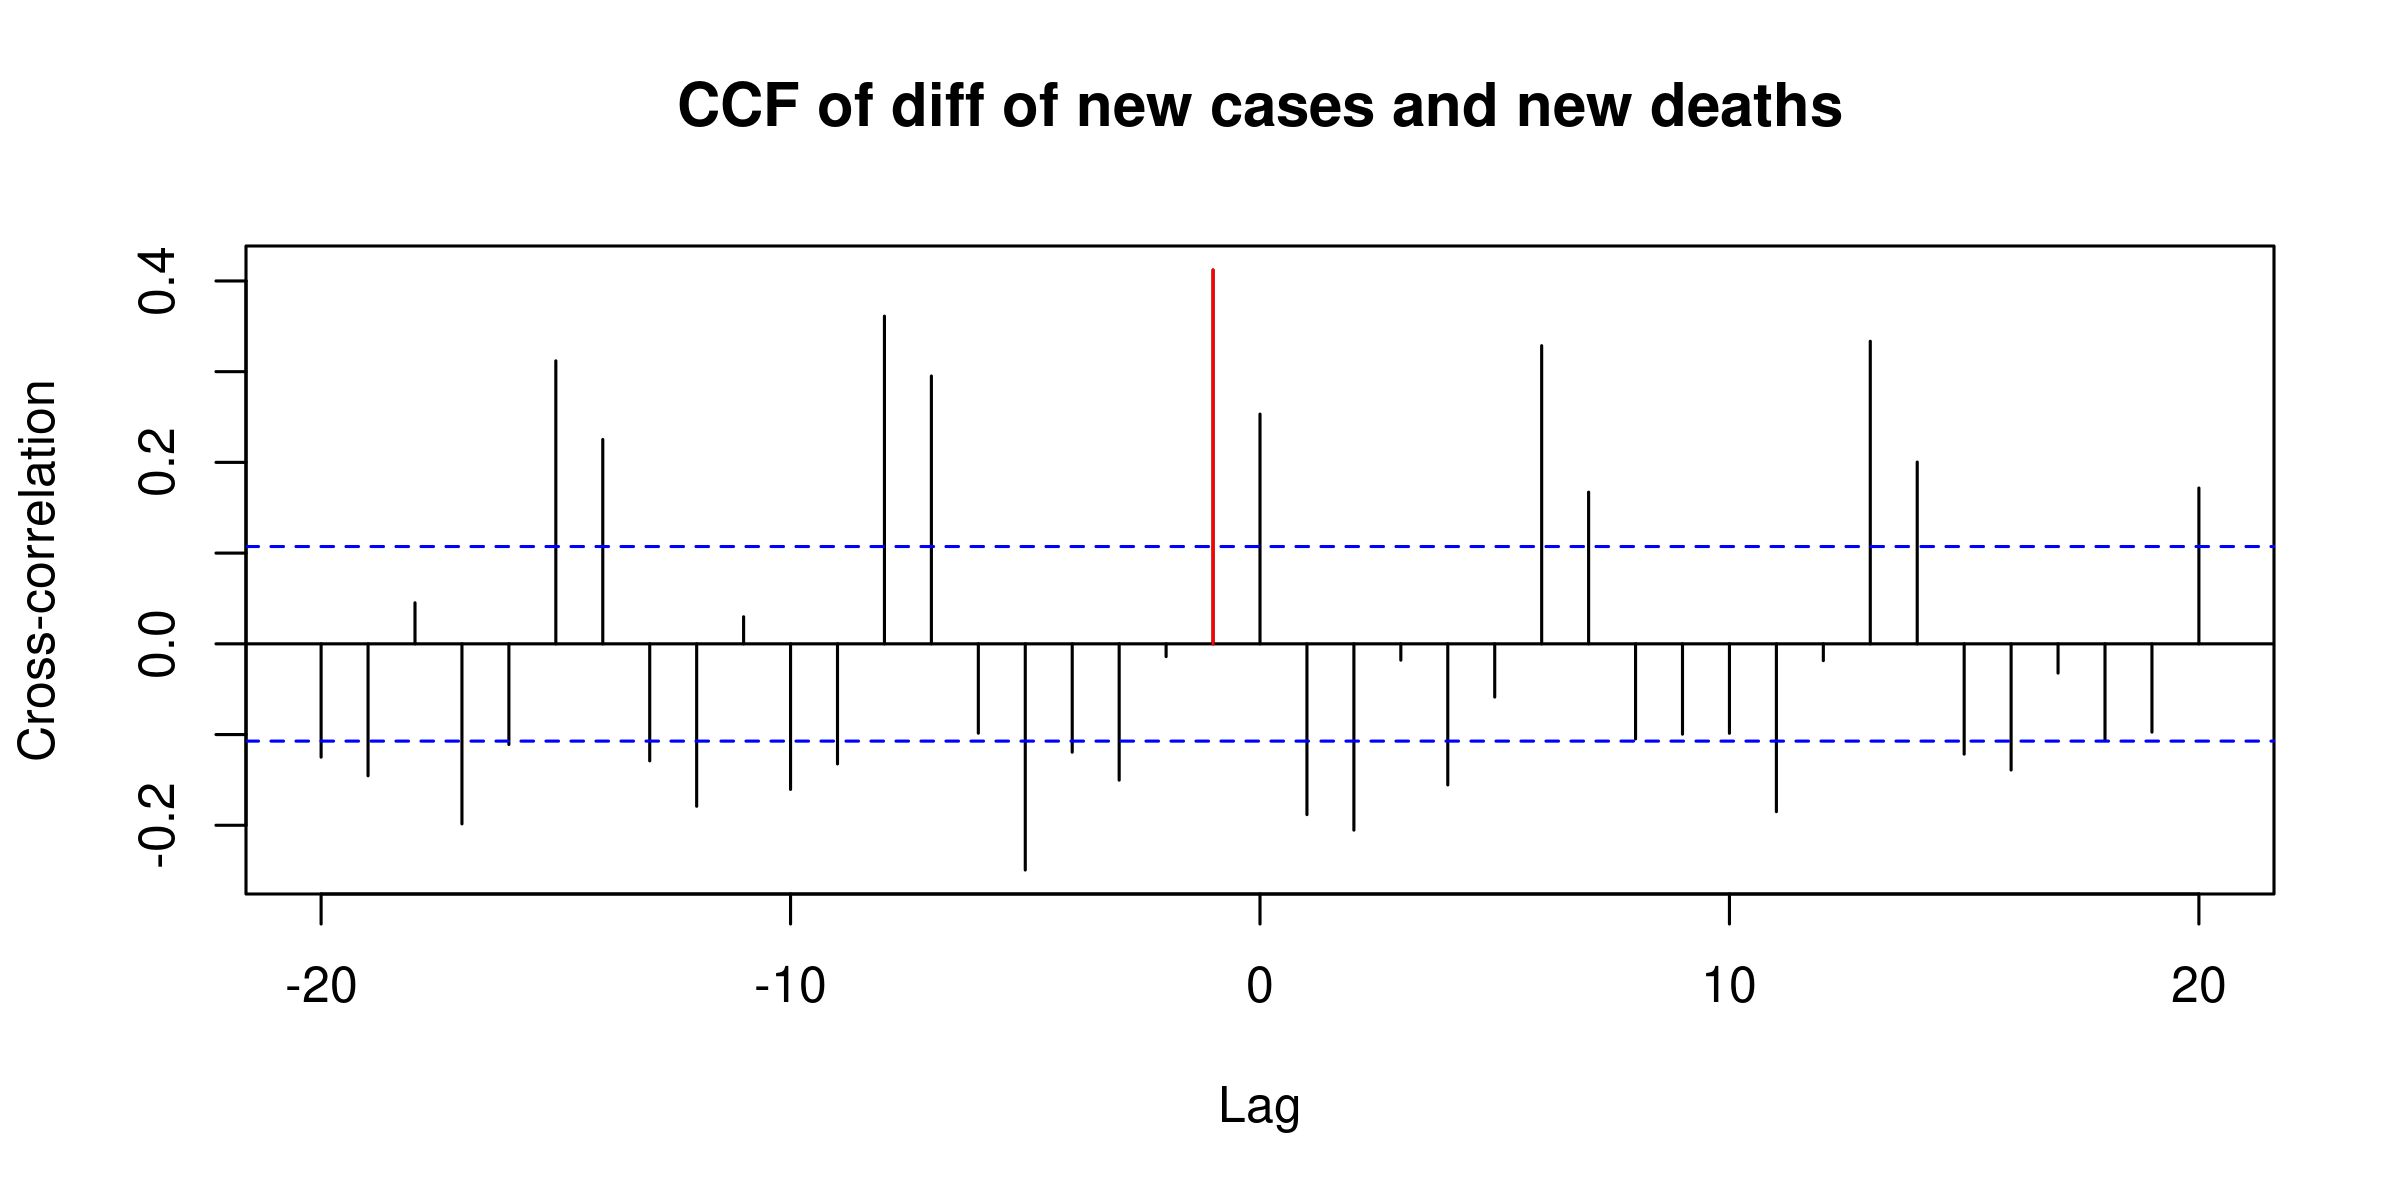 CCF of diff of new cases and new deaths
Cross-correlation
0.4
0.2
0.0
-0.2
-20 -10 0 10 20
Lag